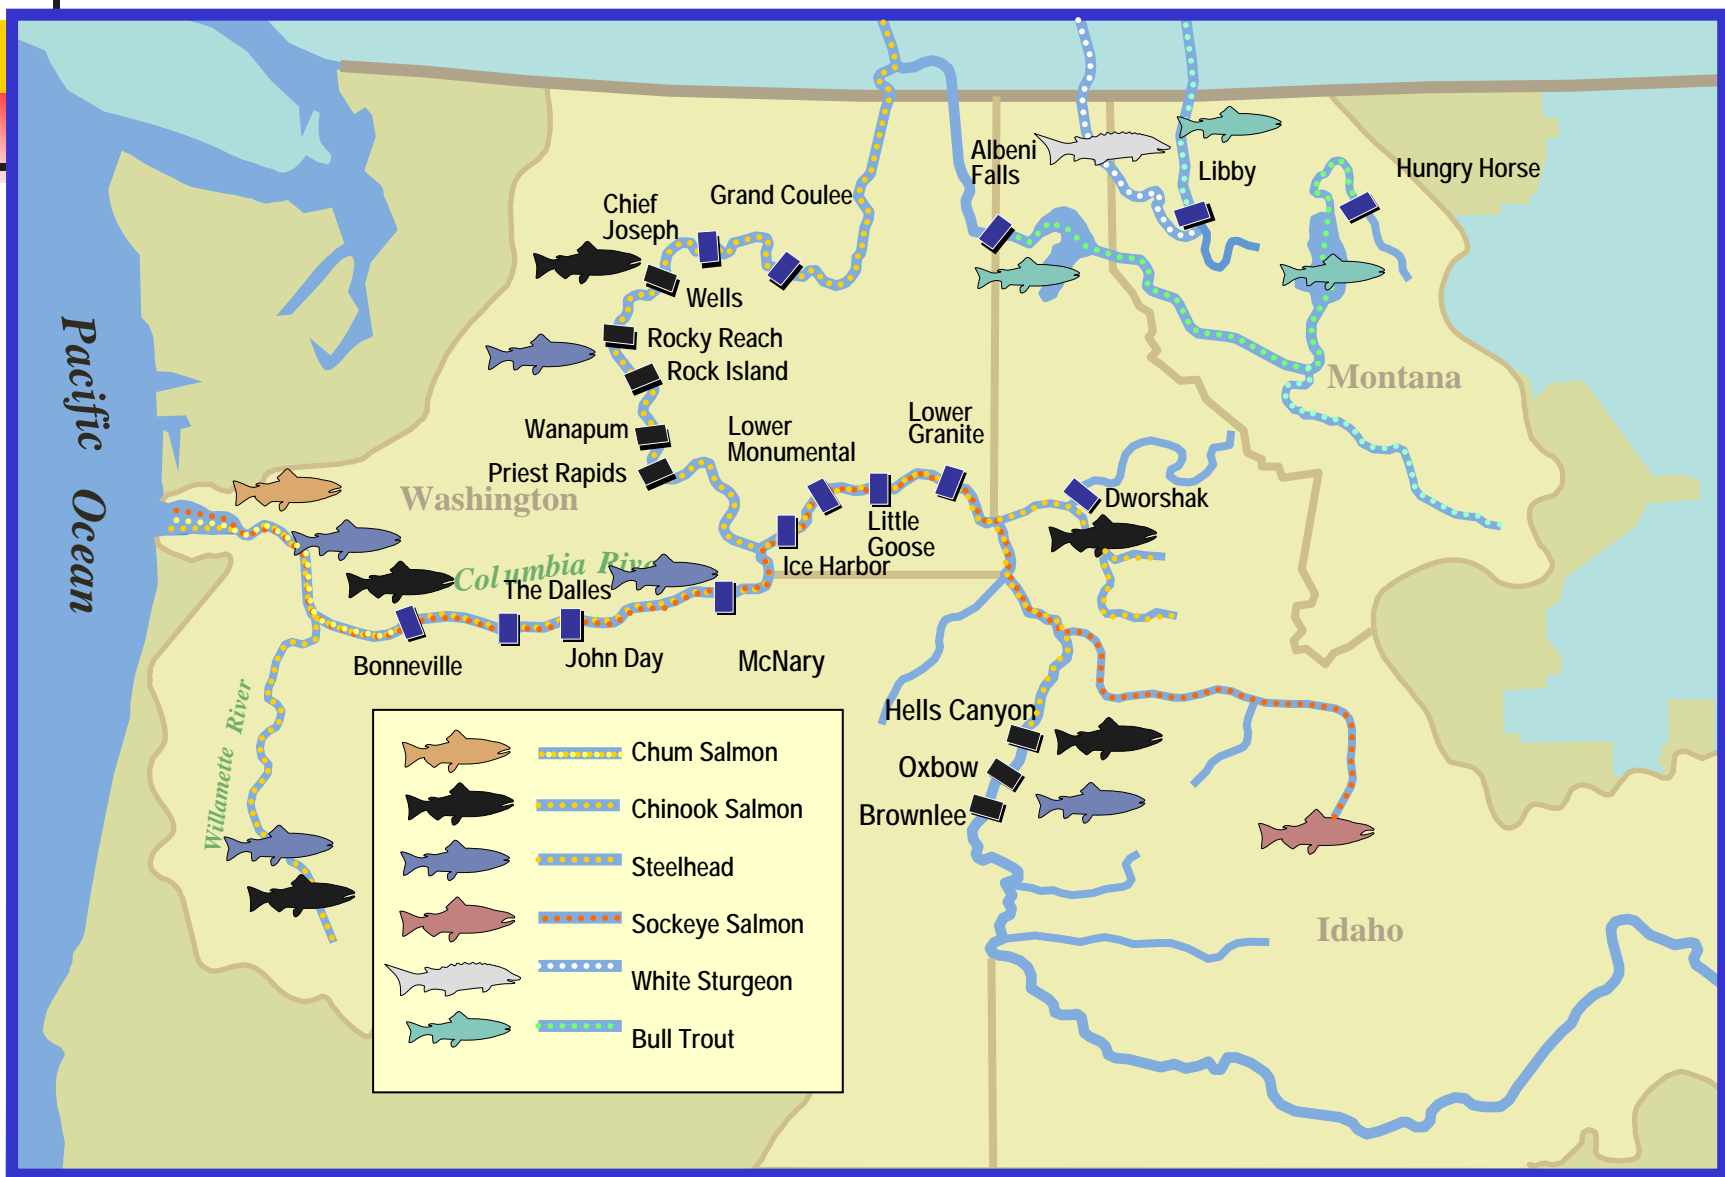 Albeni
Falls
Libby
Hungry Horse
Grand Coulee
Chief
Joseph
Wells
Rocky Reach
Rock Island
Montana
Wanapum
Priest Rapids
Lower
Monumental
Lower
Granite
Washington
Dworshak
Little
Goose
Ice Harbor
Pacific Ocean
Columbia Rive
The Dalles
Bonneville
John Day
McNary
Willamette River
Hells Canyon
Oxbow
Brownlee
Idaho
Chum Salmon
Chinook Salmon
Steelhead
Sockeye Salmon
White Sturgeon
Bull Trout